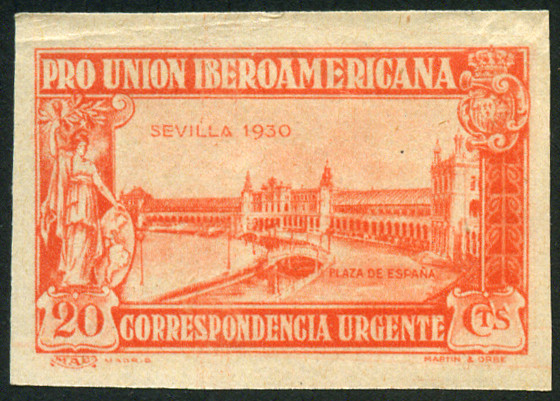 PRO UNION IBEROAMERICANA
SEVILLA 1930
PLAZA DE ESPAÑA
20 CORRESPONDENCIA URGENTE CTS
MADRID MARTIN & ORBE